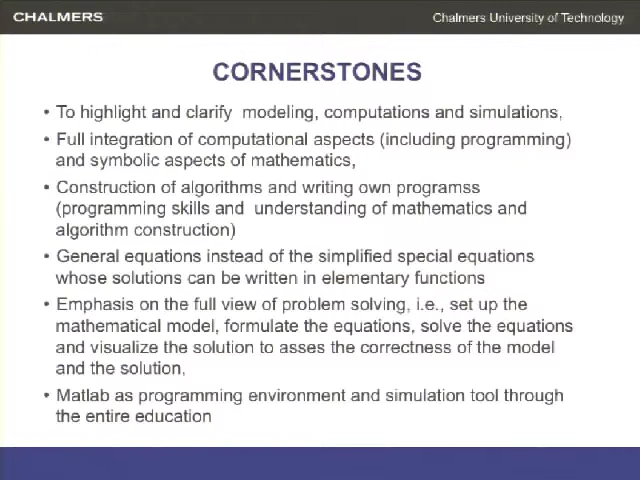 CHALMERS
Chalmers University of Technology
CORNERSTONES
• To highlight and clarify modeling, computations and simulations,
• Full integration of computational aspects (including programming)
and symbolic aspects of mathematics,
• Construction of algorithms and writing own programss
(programming skills and understanding of mathematics and
algorithm construction)
• General equations instead of the simplified special equations
whose solutions can be written in elementary functions
• Emphasis on the full view of problem solving, i.e., set up the
mathematical model, formulate the equations, solve the equations
and visualize the solution to asses the correctness of the model
and the solution,
• Matlab as programming environment and simulation tool through
the entire education